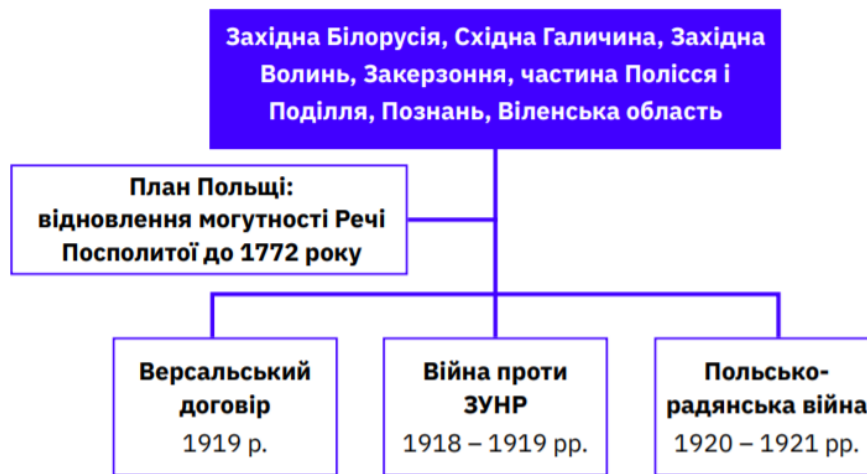 Західна Білорусія, Східна Галичина, Західна
Волинь, Закерзоння, частина Полісся і
Поділля, Познань, Віленська область
План Польщі:
відновлення могутності Речі
Посполитої до 1772 року
Версальський
договір
1919 р.
Війна проти
ЗУНР
1918 – 1919 рр.
Польсько-
радянська війна
1920 – 1921 рр.